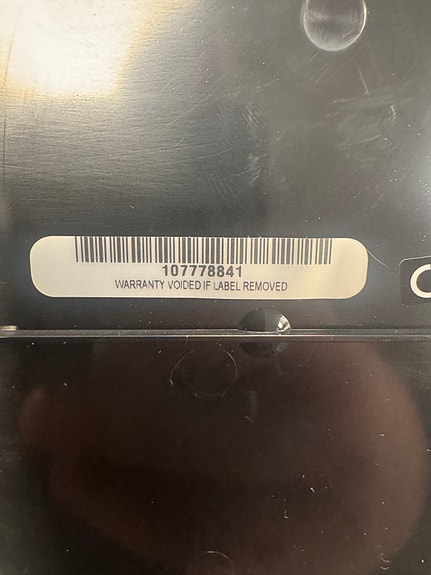 107778841
WARRANTY VOIDED IF LABEL REMOVED